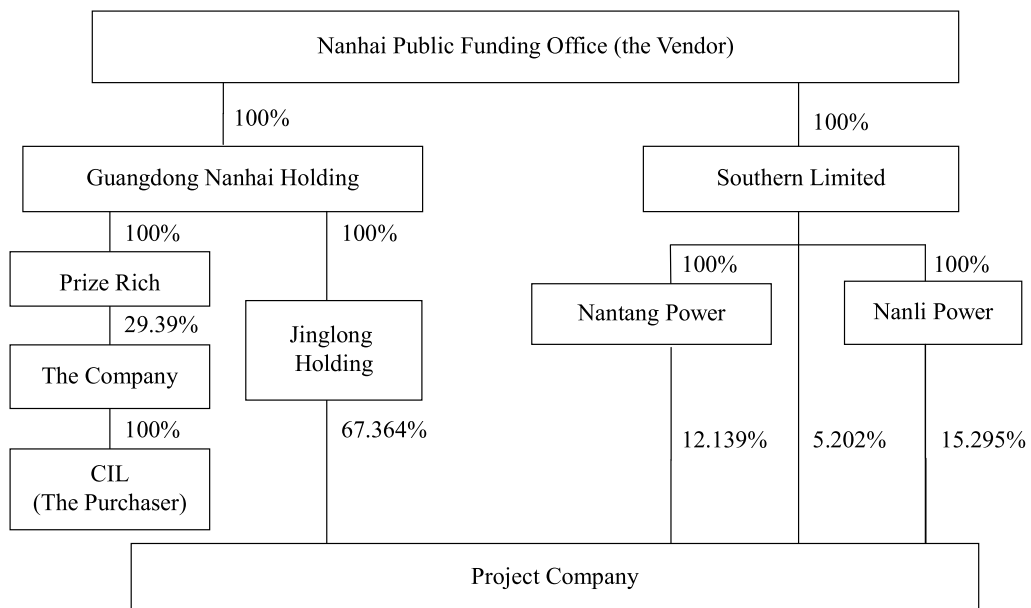 Nanhai Public Funding Office (the Vendor)
100%
100%
Guangdong Nanhai Holding
Southern Limited
100%
100%
100%
100%
Prize Rich
Nantang Power
Nanli Power
29.39%
Jinglong
Holding
The Company
100%
67.364%
12.139%
5.202%
15.295%
CIL
(The Purchaser)
Project Company